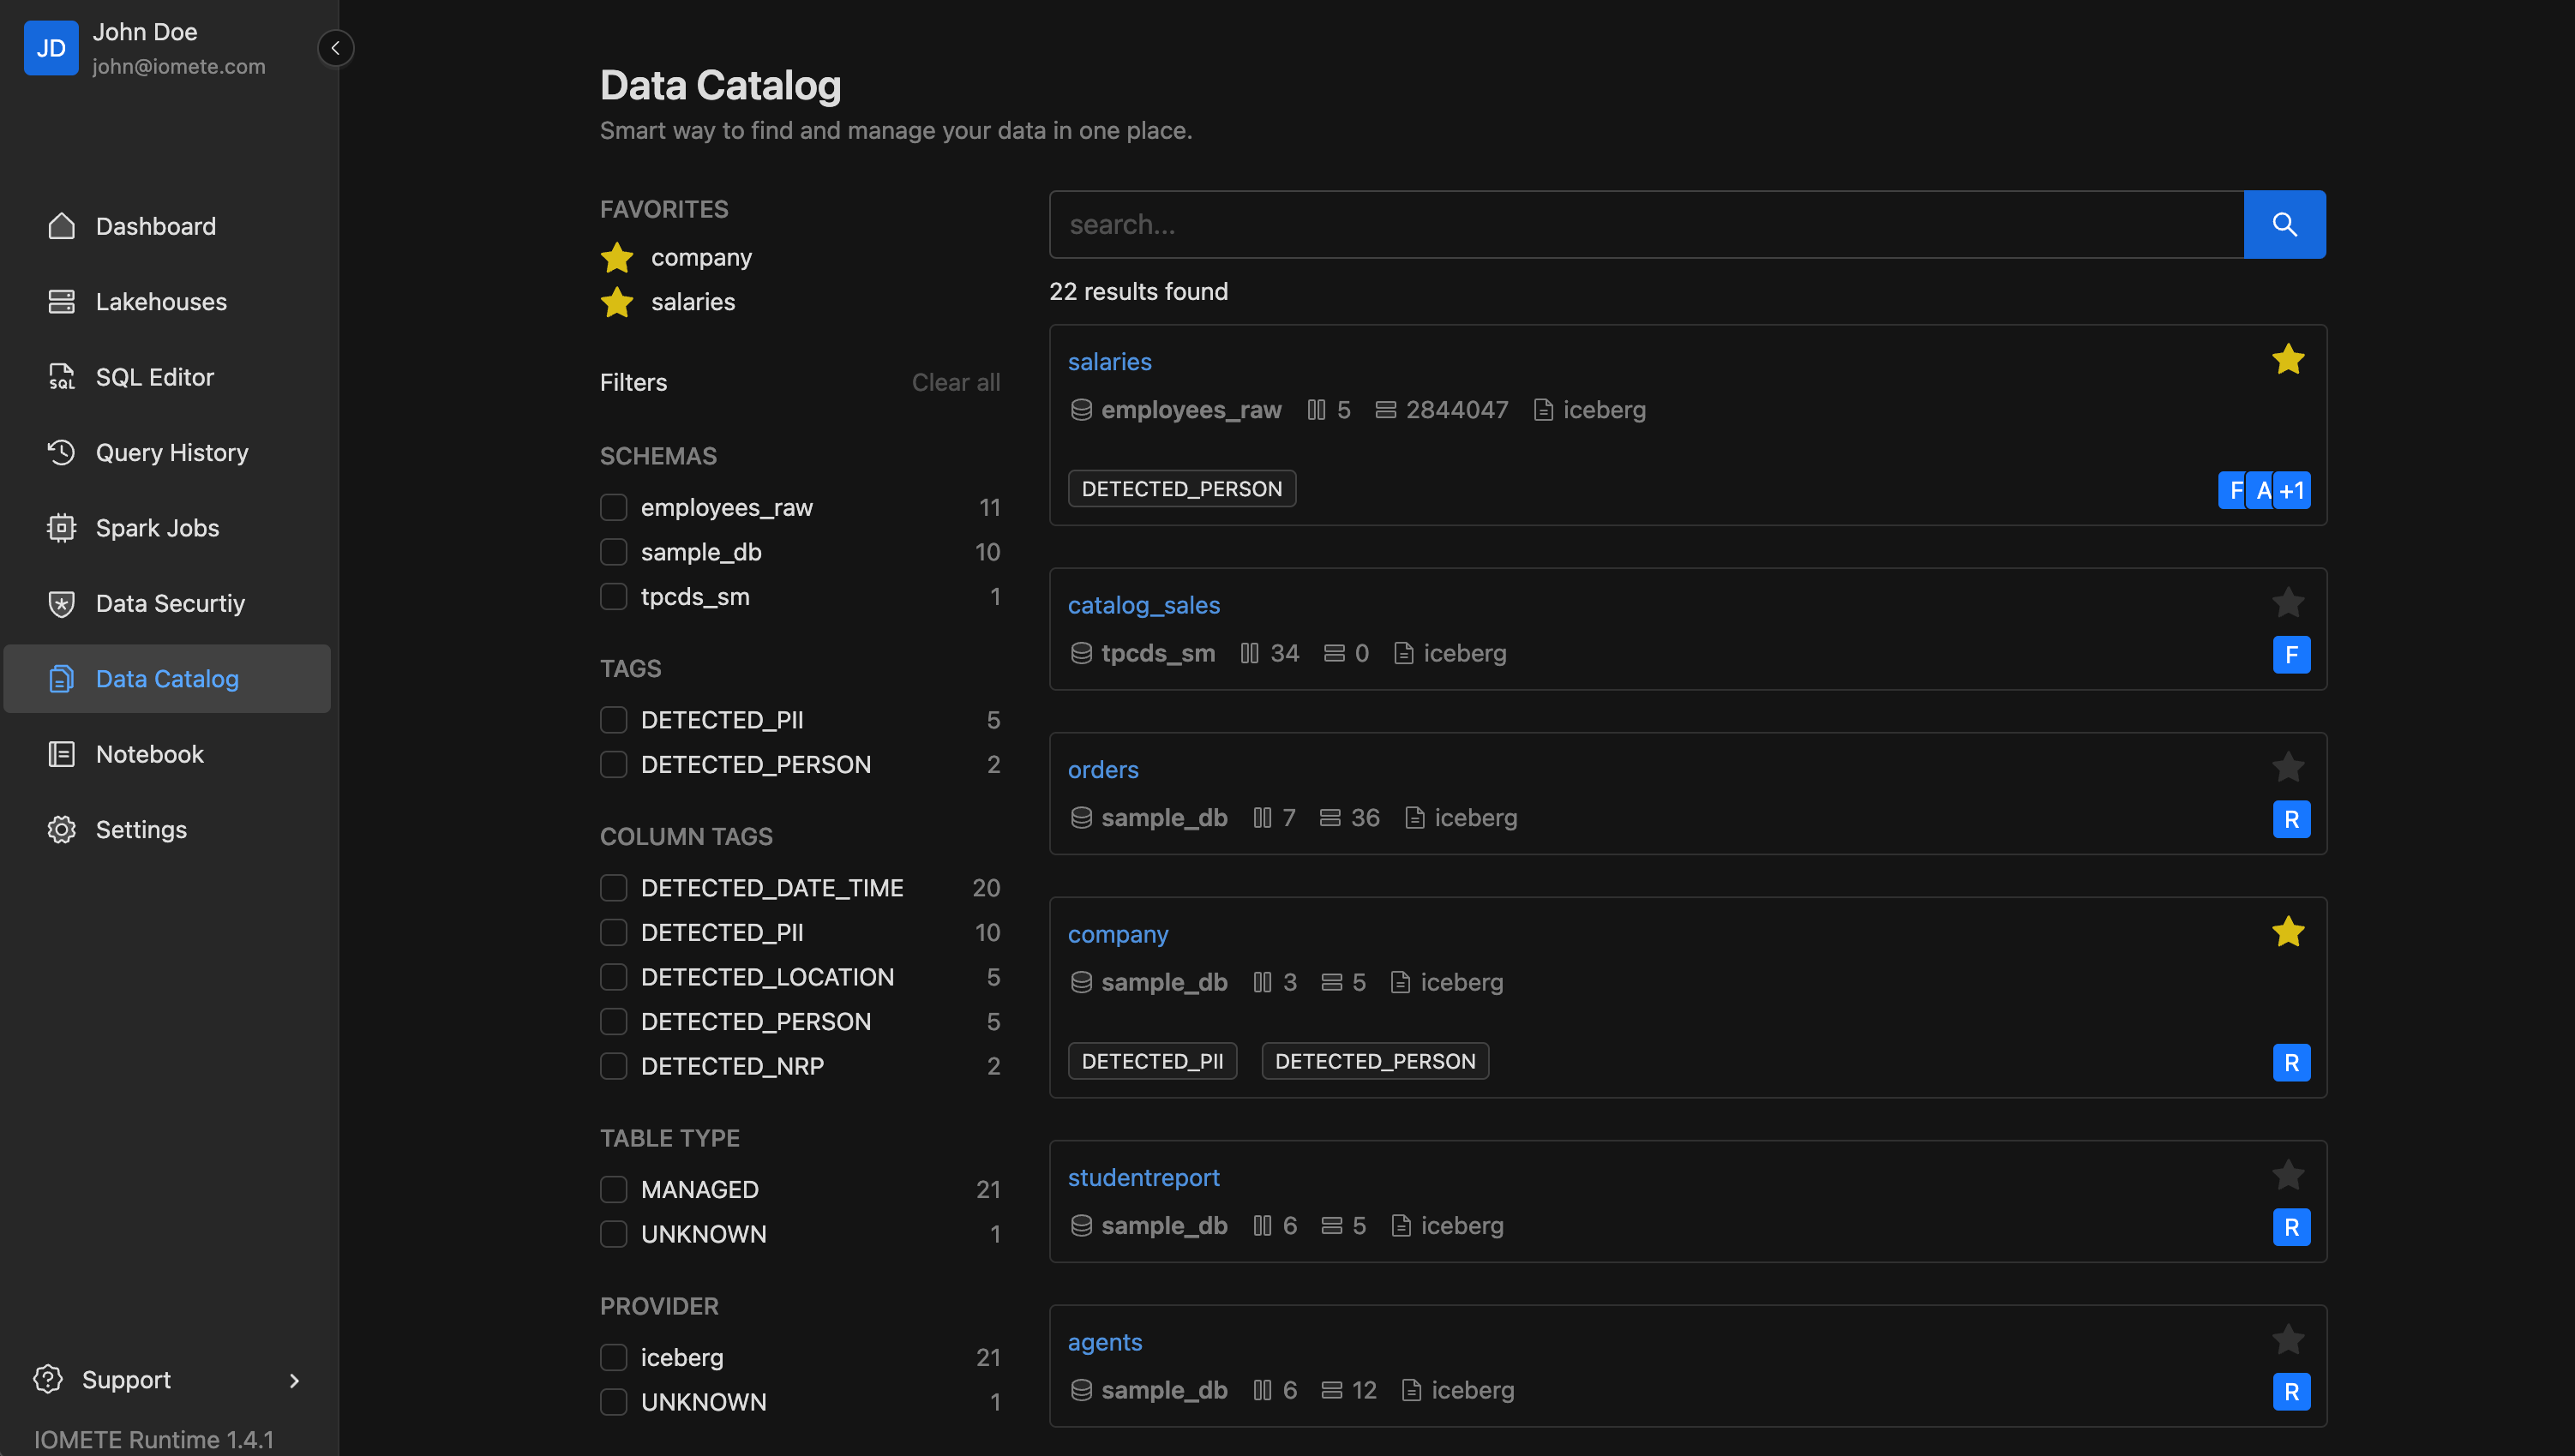 JD
John Doe
john@iomete.com
Dashboard
Lakehouses
SQL Editor
Query History
Spark Jobs
Data Securtiy
Data Catalog
Notebook
Settings
Support
IOMETE Runtime 1.4.1
Data Catalog
Smart way to find and manage your data in one place.
FAVORITES
company
salaries
Filters Clear all
SCHEMAS
employees_raw 11
sample_db 10
tpcds_sm 1
TAGS
DETECTED_PII 5
DETECTED_PERSON 2
COLUMN TAGS
DETECTED_DATE_TIME 20
DETECTED_PII 10
DETECTED_LOCATION 5
DETECTED_PERSON 5
DETECTED_NRP 2
TABLE TYPE
MANAGED 21
UNKNOWN 1
PROVIDER
iceberg 21
UNKNOWN 1
search...
22 results found
salaries
employees_raw 5 2844047 iceberg
DETECTED_PERSON F A +1
catalog_sales
tpcds_sm 34 0 iceberg F
orders
sample_db 7 36 iceberg R
company
sample_db 3 5 iceberg
DETECTED_PII DETECTED_PERSON R
studentreport
sample_db 6 5 iceberg R
agents
sample_db 6 12 iceberg R